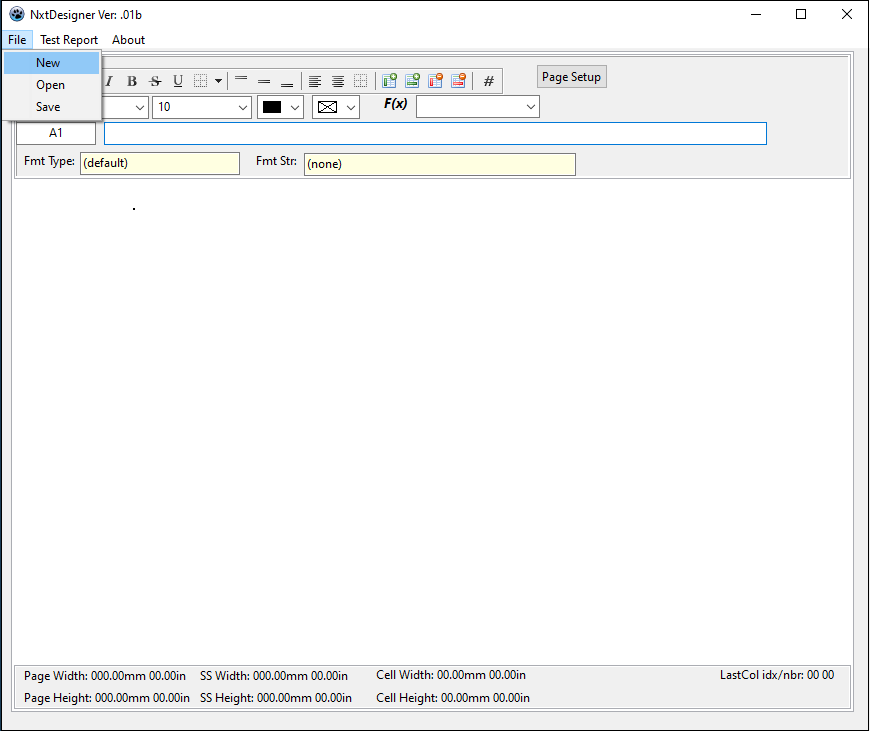 NxtDesigner Ver: .01b
File Test Report About
New
Open
Save
I B S U # Page Setup
10 F(x)
A1
Fmt Type: (default) Fmt Str: (none)
Page Width: 000.00mm 00.00in SS Width: 000.00mm 00.00in Cell Width: 00.00mm 00.00in LastCol idx/nbr: 00 00
Page Height: 000.00mm 00.00in SS Height: 000.00mm 00.00in Cell Height: 00.00mm 00.00in